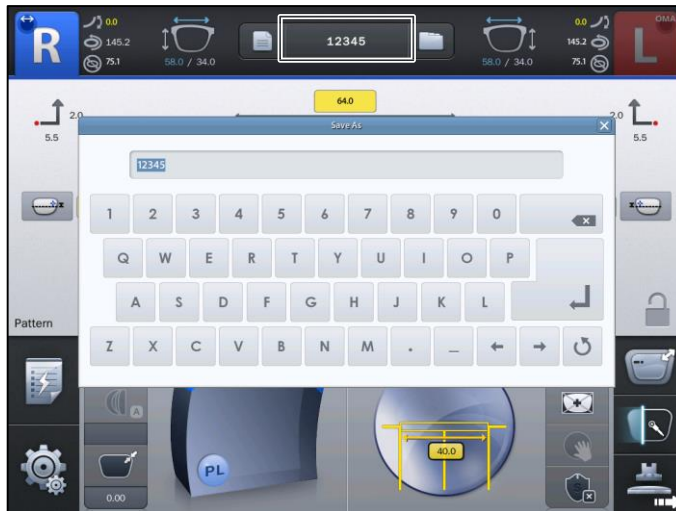 R
0.0
145.2
75.1
58.0 / 34.0
12345
58.0 / 34.0
0.0
145.2
75.1
OMA
L
2.0
5.5
64.0
2.0
5.5
Save As
12345
1 2 3 4 5 6 7 8 9 0
Q W E R T Y U I O P
A S D F G H J K L
Z X C V B N M . _
Pattern
A
PL
40.0
0.00
S